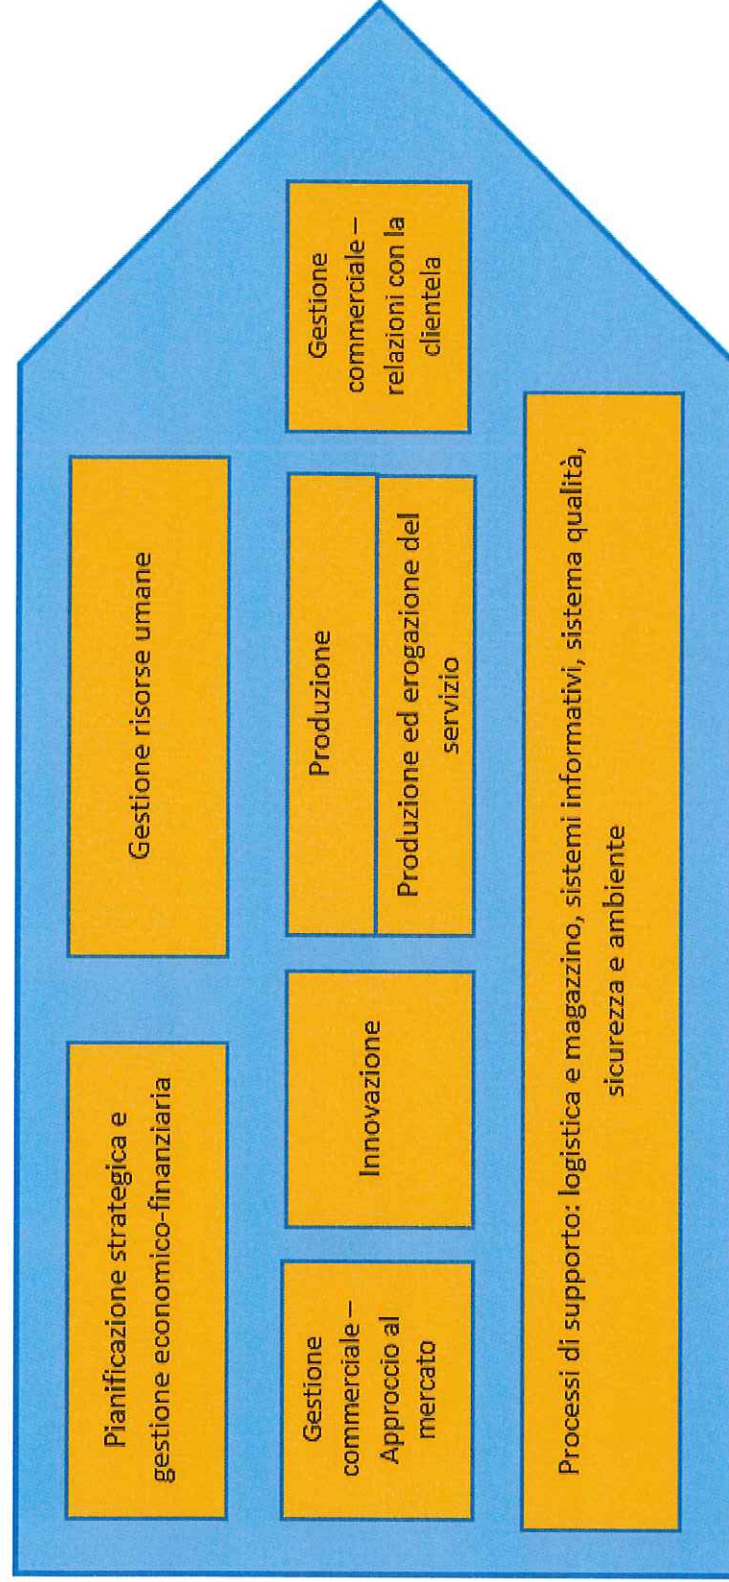 Pianificazione strategica e
gestione economico-finanziaria
Gestione risorse umane
Gestione
commerciale –
Approccio al
mercato
Innovazione
Produzione
Produzione ed erogazione del
servizio
Gestione
commerciale –
relazioni con la
clientela
Processi di supporto: logistica e magazzino, sistemi informativi, sistema qualità,
sicurezza e ambiente